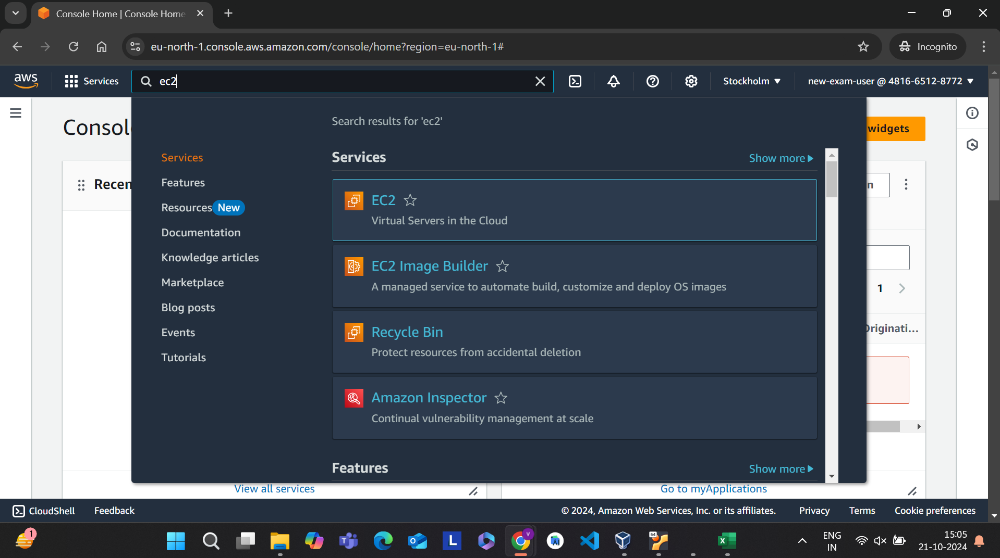 Console Home | Console Home
eu-north-1.console.aws.amazon.com/console/home?region=eu-north-1#
Incognito
aws
Services
ec2
Stockholm
new-exam-user @ 4816-6512-8772
Consol
widgets
Recen
n
1
Originati...
Search results for 'ec2'
Services
Features
Resources New
Documentation
Knowledge articles
Marketplace
Blog posts
Events
Tutorials
Services
Show more
EC2
Virtual Servers in the Cloud
EC2 Image Builder
A managed service to automate build, customize and deploy OS images
Recycle Bin
Protect resources from accidental deletion
Amazon Inspector
Continual vulnerability management at scale
Features
Show more
View all services
Go to myApplications
CloudShell
Feedback
© 2024, Amazon Web Services, Inc. or its affiliates.
Privacy
Terms
Cookie preferences
1
T
L
V
64
X
ENG
IN
15:05
21-10-2024